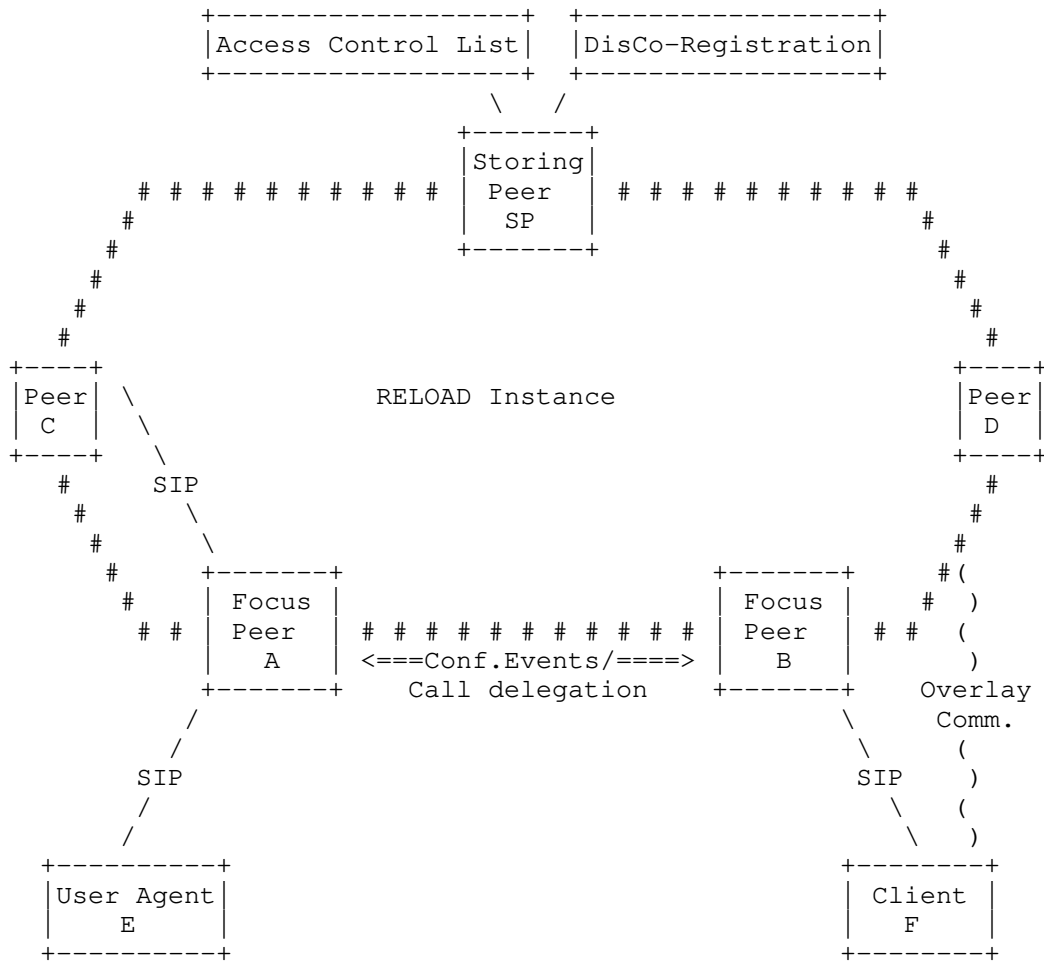 Access Control List DisCo-Registration
Storing
Peer
SP
Peer RELOAD Instance Peer
C D
SIP
Focus Focus
Peer Peer
A <===Conf.Events/====> B
Call delegation Overlay
Comm.
SIP SIP
User Agent Client
E F